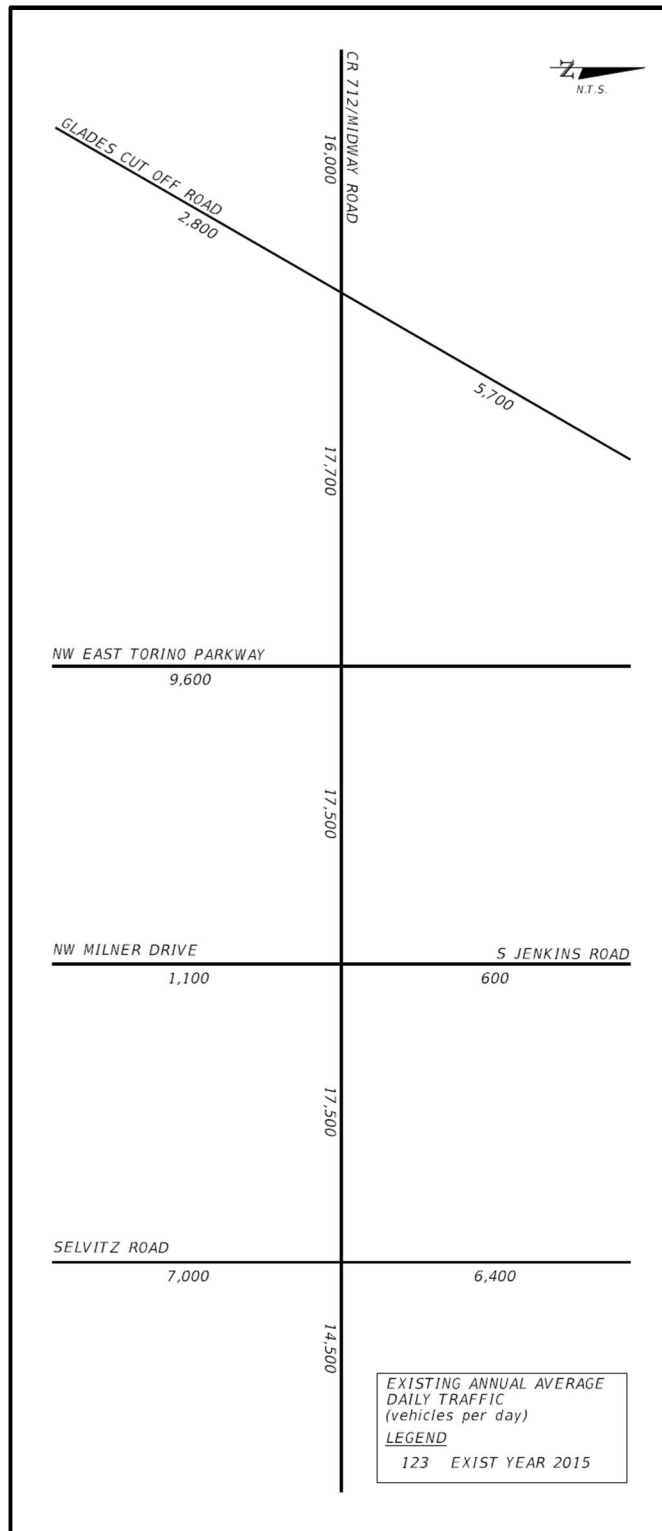 CR 712/MIDWAY ROAD
16,000
N
N.T.S.
GLADES CUT OFF ROAD
2,800
5,700
17,700
NW EAST TORINO PARKWAY
9,600
17,500
NW MILNER DRIVE
S JENKINS ROAD
1,100
600
17,500
SELVITZ ROAD
7,000
6,400
14,500
EXISTING ANNUAL AVERAGE
DAILY TRAFFIC
(vehicles per day)
LEGEND
123 EXIST YEAR 2015